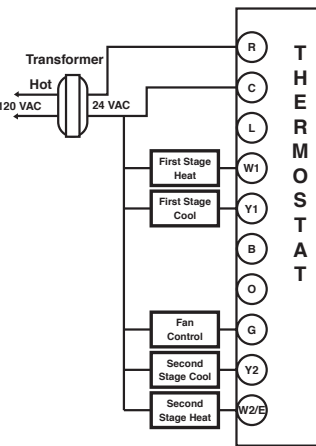 Transformer
Hot
120 VAC
24 VAC
R
C
L
W1
Y1
B
O
G
Y2
W2/E
First Stage
Heat
First Stage
Cool
Fan
Control
Second
Stage Cool
Second
Stage Heat
THERMOSTAT